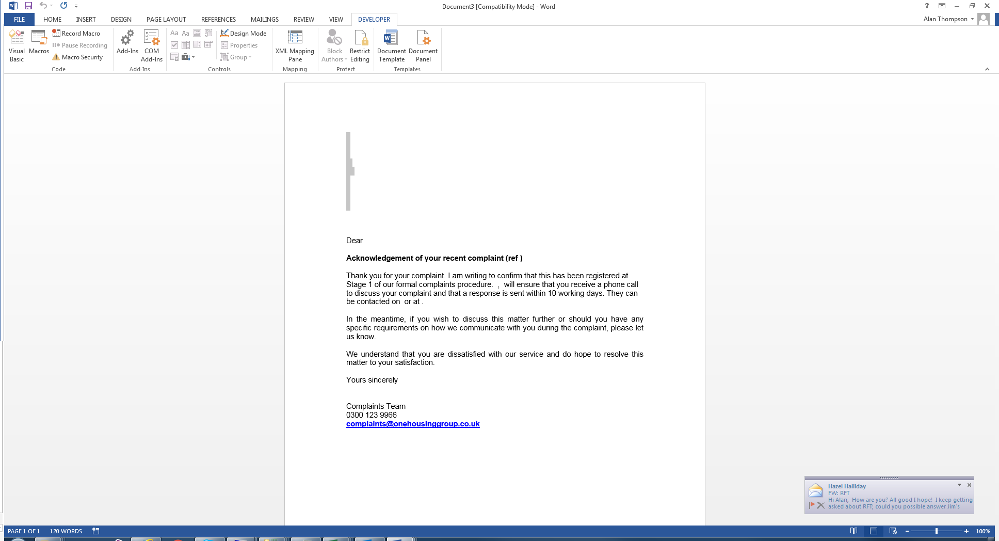 Document3 [Compatibility Mode] - Word
?
FILE HOME INSERT DESIGN PAGE LAYOUT REFERENCES MAILINGS REVIEW VIEW DEVELOPER
Alan Thompson
Visual Basic
Macros
Record Macro
Pause Recording
Macro Security
Code
Add-Ins
COM Add-Ins
Add-Ins
Aa Aa
Design Mode
Properties
Group
Controls
XML Mapping Pane
Mapping
Block Authors
Restrict Editing
Protect
Document Template
Document Panel
Templates
Dear
Acknowledgement of your recent complaint (ref )
Thank you for your complaint. I am writing to confirm that this has been registered at
Stage 1 of our formal complaints procedure.  ,  will ensure that you receive a phone call
to discuss your complaint and that a response is sent within 10 working days. They can
be contacted on  or at .
In the meantime, if you wish to discuss this matter further or should you have any
specific requirements on how we communicate with you during the complaint, please let
us know.
We understand that you are dissatisfied with our service and do hope to resolve this
matter to your satisfaction.
Yours sincerely
Complaints Team
0300 123 9966
complaints@onehousinggroup.co.uk
Hazel Halliday
FW: RFT
Hi Alan,  How are you? All good I hope!  I keep getting
asked about RFT; could you possible answer Jim's
PAGE 1 OF 1 120 WORDS
100%